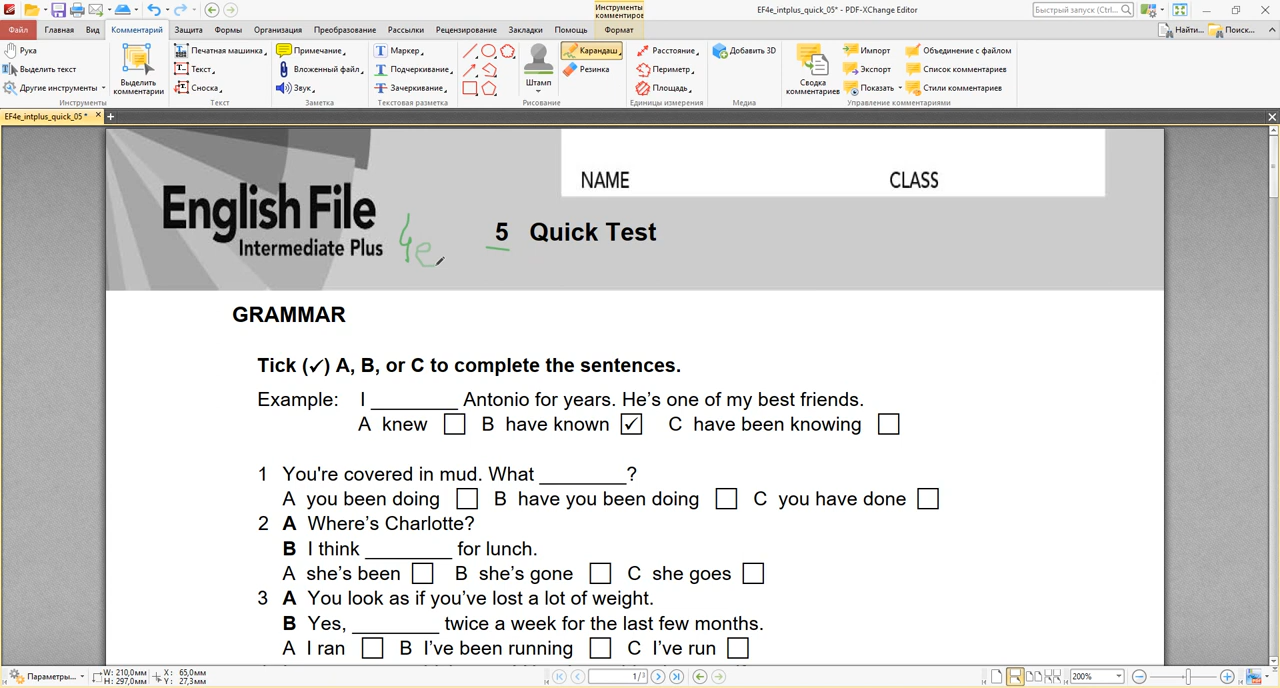 Инструменты
комментиров
EF4e_intplus_quick_05* - PDF-XChange Editor
Быстрый запуск (Ctrl...
Файл Главная Вид Комментарий Защита Формы Организация Преобразование Рассылки Рецензирование Закладки Помощь Формат Найти... Поиск...
Рука Печатная машинка Примечание Маркер Карандаш Расстояние Добавить 3D Импорт Объединение с файлом
Выделить текст Выделить комментарии Текст Вложенный файл Подчеркивание Штамп Резинка Периметр Сводка комментариев Экспорт Список комментариев
Другие инструменты Сноска Звук Зачеркивание Площадь Показать Стили комментариев
Инструменты Текст Заметка Текстовая разметка Рисование Единицы измерения Медиа Управление комментариями
EF4e_intplus_quick_05 *
NAME CLASS
English File
Intermediate Plus
4e
5 Quick Test
GRAMMAR
Tick (✓) A, B, or C to complete the sentences.
Example: I ________ Antonio for years. He's one of my best friends.
A knew B have known ✓ C have been knowing
1 You're covered in mud. What ________?
A you been doing B have you been doing C you have done
2 A Where's Charlotte?
B I think ________ for lunch.
A she's been B she's gone C she goes
3 A You look as if you've lost a lot of weight.
B Yes, ________ twice a week for the last few months.
A I ran B I've been running C I've run
Параметры... W: 210,0мм X: 65,0мм 1/3 200%
H: 297,0мм Y: 27,3мм